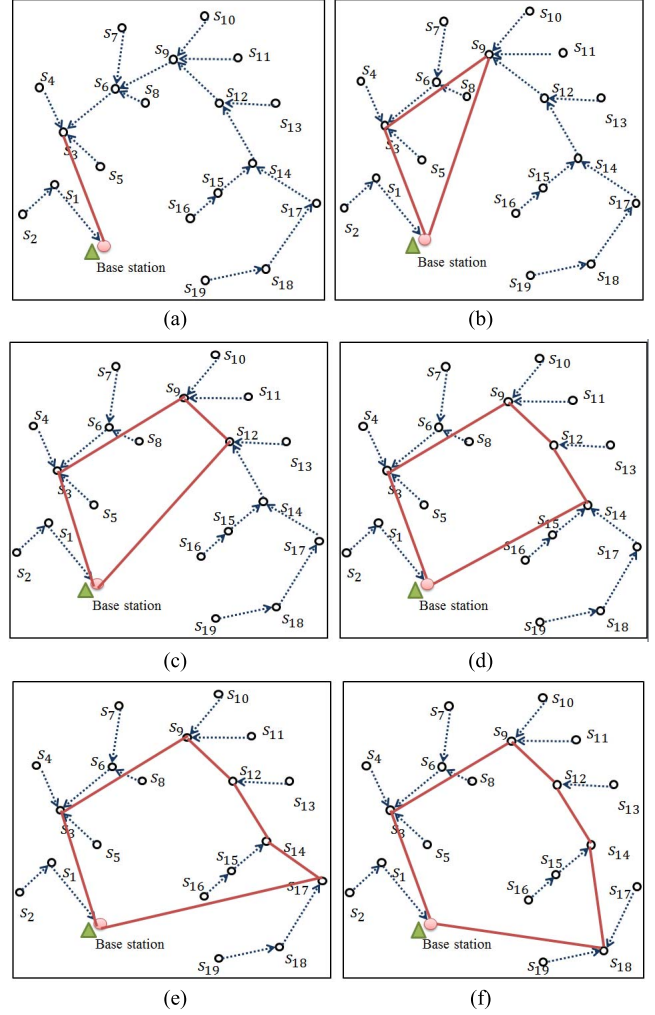 S10
S7
S9
S11
S4
S6
S8
S12
S13
S3
S5
S14
S15
S1
S17
S16
S2
Base station
S19
S18
(a)
S10
S7
S9
S11
S4
S6
S8
S12
S13
S3
S5
S14
S15
S1
S17
S16
S2
Base station
S19
S18
(b)
S10
S7
S9
S11
S4
S6
S12
S8
S13
S3
S5
S14
S15
S1
S16
S17
S2
Base station
S19
S18
(c)
S10
S7
S9
S11
S4
S6
S12
S8
S13
S3
S5
S14
S15
S1
S16
S17
S2
Base station
S19
S18
(d)
S10
S7
S9
S11
S4
S6
S12
S8
S13
S3
S5
S14
S15
S1
S16
S17
S2
Base station
S19
S18
(e)
S10
S7
S9
S11
S4
S6
S12
S8
S13
S3
S5
S14
S15
S1
S16
S17
S2
Base station
S19
S18
(f)